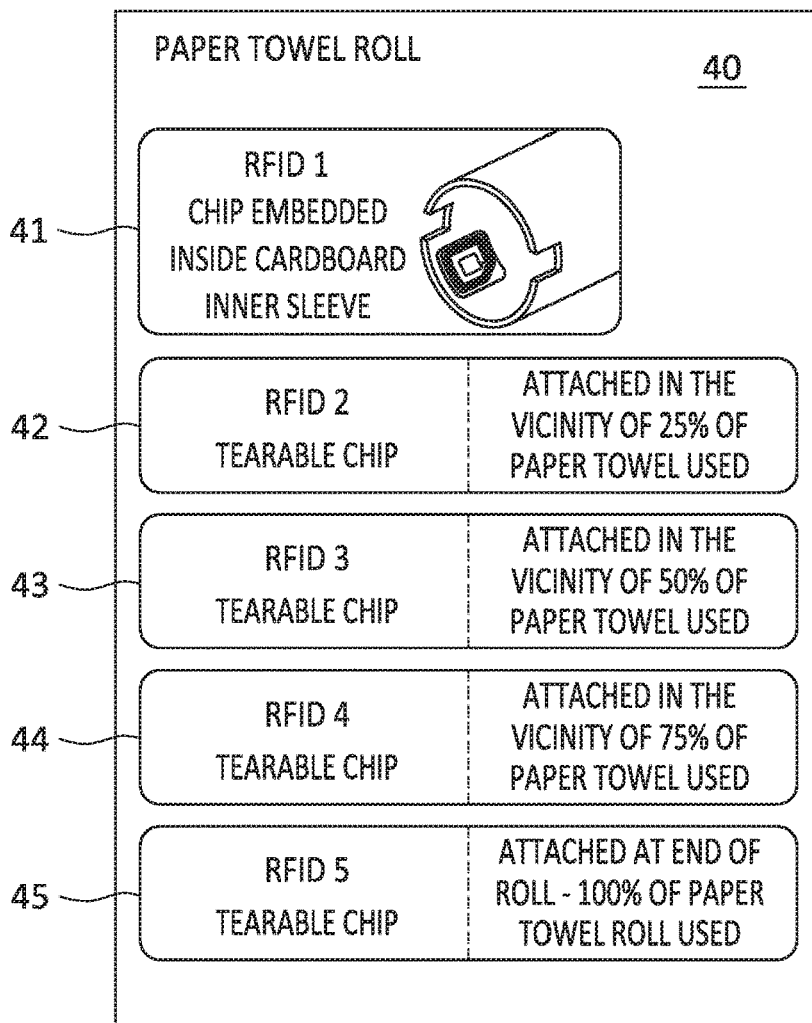 PAPER TOWEL ROLL
40
RFID 1
CHIP EMBEDDED
INSIDE CARDBOARD
INNER SLEEVE
41
RFID 2
TEARABLE CHIP
ATTACHED IN THE
VICINITY OF 25% OF
PAPER TOWEL USED
42
RFID 3
TEARABLE CHIP
ATTACHED IN THE
VICINITY OF 50% OF
PAPER TOWEL USED
43
RFID 4
TEARABLE CHIP
ATTACHED IN THE
VICINITY OF 75% OF
PAPER TOWEL USED
44
RFID 5
TEARABLE CHIP
ATTACHED AT END OF
ROLL - 100% OF PAPER
TOWEL ROLL USED
45